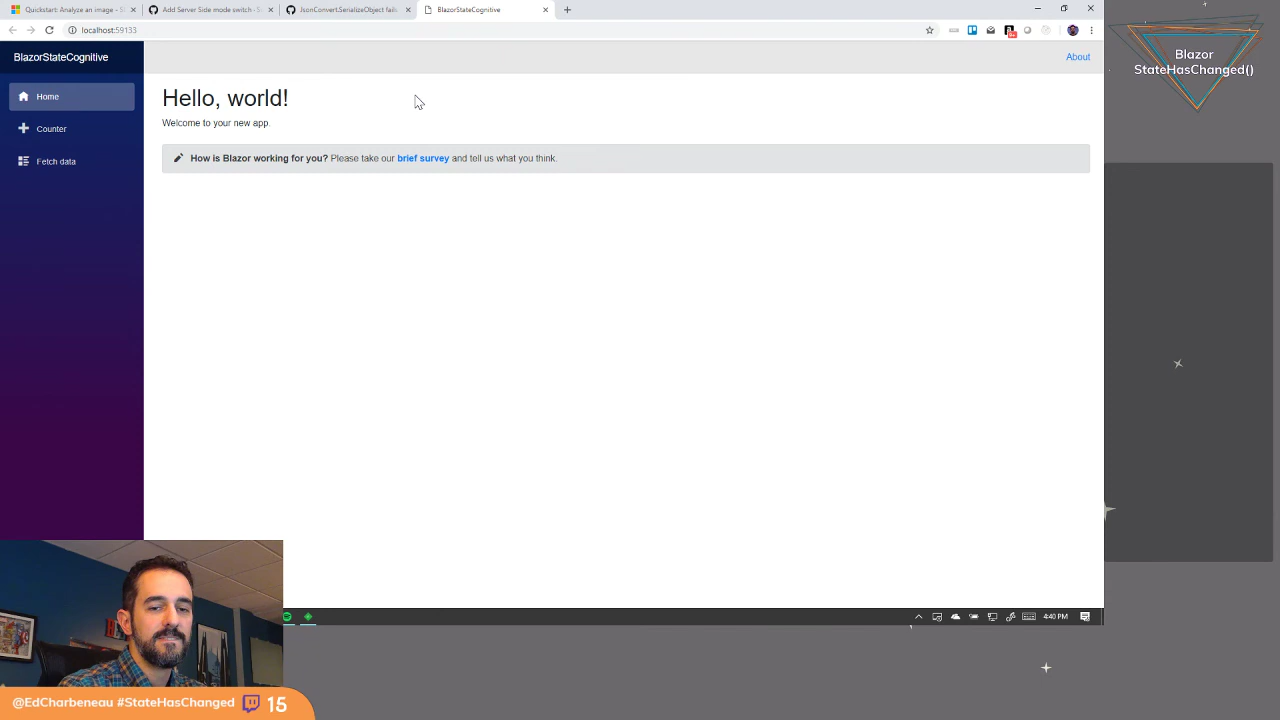 Quickstart: Analyze an image - S
Add Server Side mode switch - S
JsonConvert.SerializeObject fail
BlazorStateCognitive
localhost:59133
BlazorStateCognitive
About
Home
Counter
Fetch data
Hello, world!
Welcome to your new app.
How is Blazor working for you? Please take our brief survey and tell us what you think.
Blazor
StateHasChanged()
4:40 PM
@EdCharbeneau #StateHasChanged 15